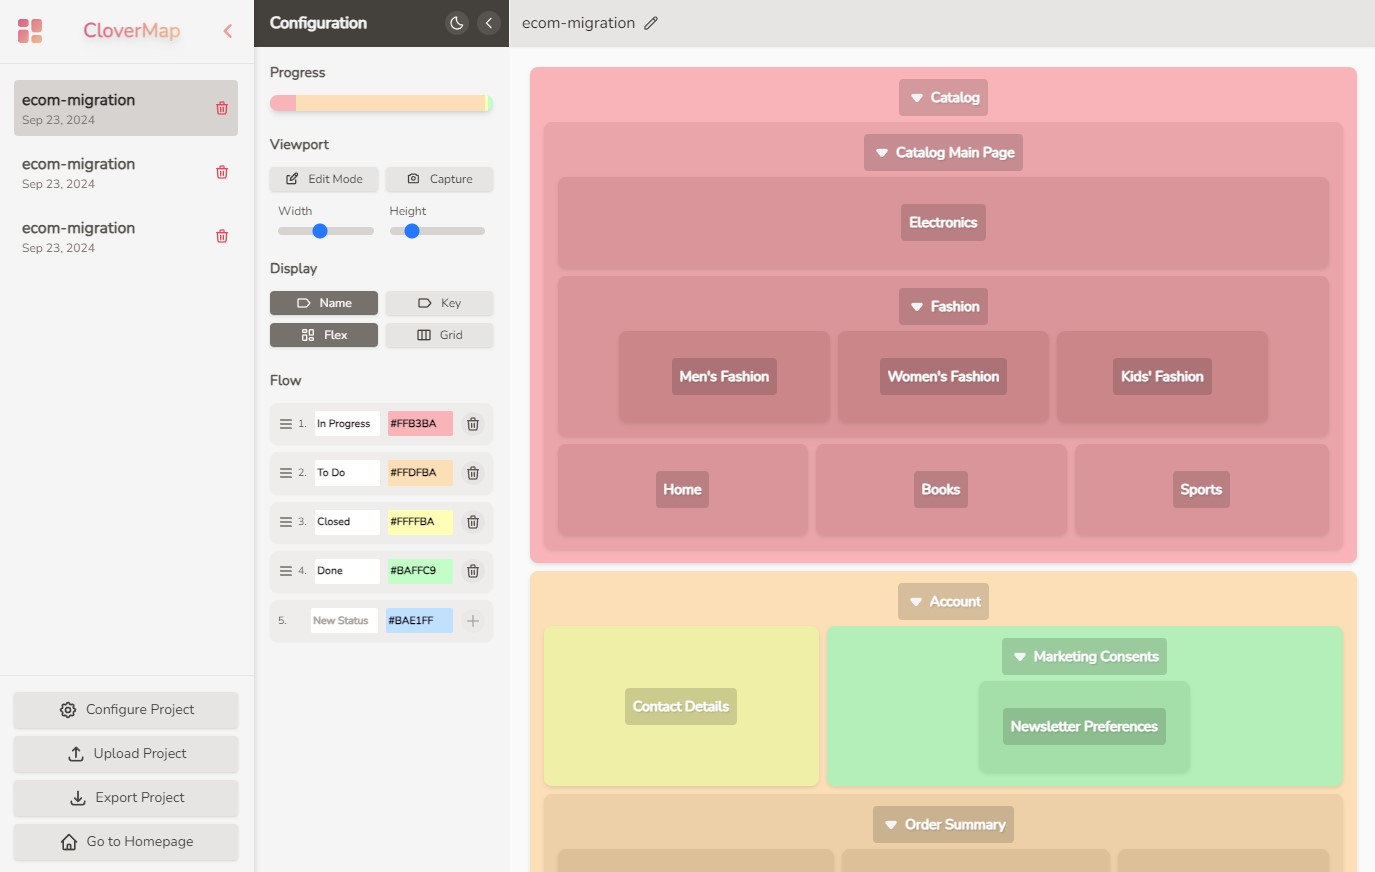 CloverMap
ecom-migration
Sep 23, 2024
ecom-migration
Sep 23, 2024
ecom-migration
Sep 23, 2024
Configure Project
Upload Project
Export Project
Go to Homepage
Configuration
Progress
Viewport
Edit Mode
Capture
Width
Height
Display
Name
Key
Flex
Grid
Flow
1. In Progress #FFB3BA
2. To Do #FFDFBA
3. Closed #FFFFBA
4. Done #BAFFC9
5. New Status #BAE1FF
ecom-migration
Catalog
Catalog Main Page
Electronics
Fashion
Men's Fashion
Women's Fashion
Kids' Fashion
Home
Books
Sports
Account
Contact Details
Marketing Consents
Newsletter Preferences
Order Summary